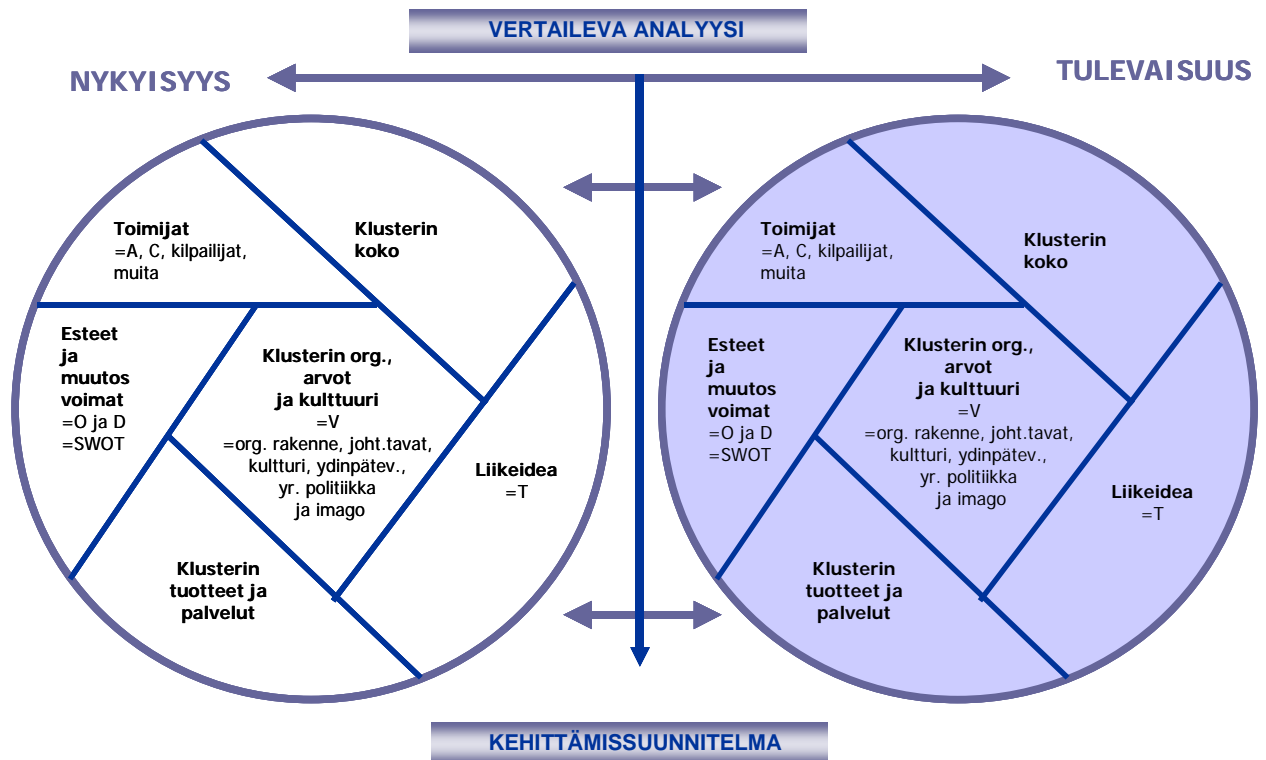 VERTAILEVA ANALYYSI
NYKYISYYS
TULEVAISUUS
Toimijat
=A, C, kilpailijat,
muita
Klusterin
koko
Esteet
ja
muutos
voimat
=O ja D
=SWOT
Klusterin org.,
arvot
ja kulttuuri
=V
=org. rakenne, joht.tavat,
kultturi, ydinpätev.,
yr. politiikka
ja imago
Liikeidea
=T
Klusterin
tuotteet ja
palvelut
Toimijat
=A, C, kilpailijat,
muita
Klusterin
koko
Esteet
ja
muutos
voimat
=O ja D
=SWOT
Klusterin org.,
arvot
ja kulttuuri
=V
=org. rakenne, joht.tavat,
kultturi, ydinpätev.,
yr. politiikka
ja imago
Liikeidea
=T
Klusterin
tuotteet ja
palvelut
KEHITTÄMISSUUNNITELMA